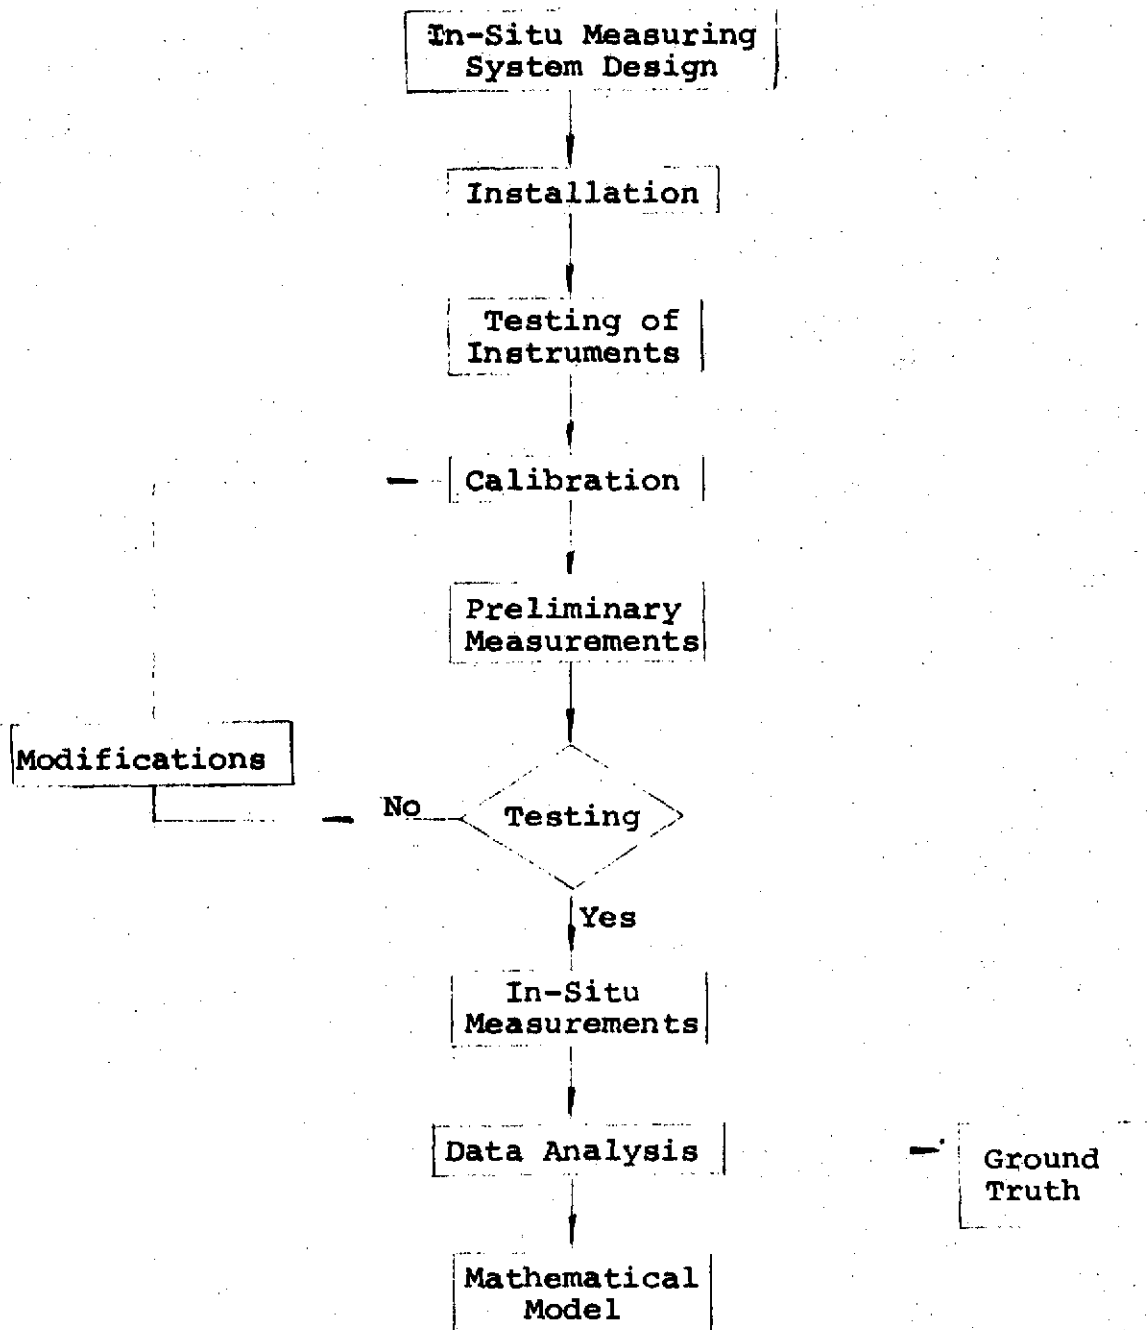 In-Situ Measuring
System Design
Installation
Testing of
Instruments
Calibration
Preliminary
Measurements
Modifications
No
Testing
Yes
In-Situ
Measurements
Data Analysis
Ground
Truth
Mathematical
Model